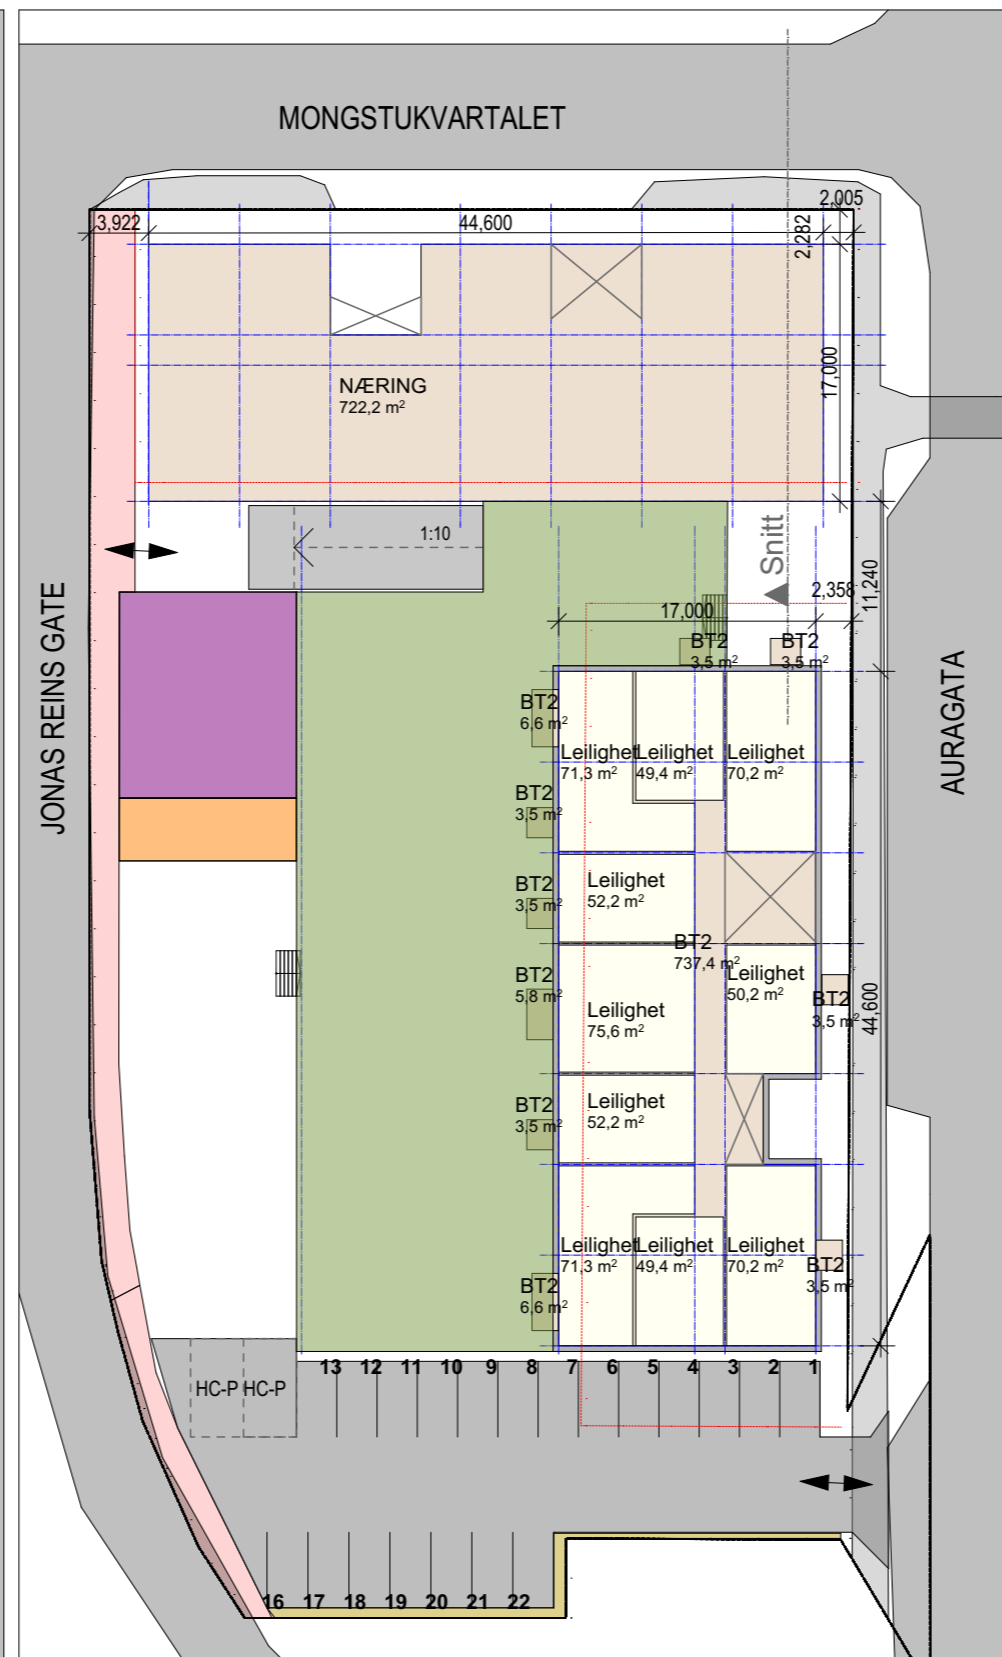 MONGSTUKVARTALET
3,922
44,600
2,005
2,282
17,000
NÆRING
722,2 m²
1:10
Snitt
11,240
2,358
17,000
JONAS REINS GATE
AURAGATA
BT2
3,5 m²
BT2
3,5 m²
BT2
6,6 m²
Leilighet
71,3 m²
Leilighet
49,4 m²
Leilighet
70,2 m²
BT2
3,5 m²
BT2
3,5 m²
Leilighet
52,2 m²
BT2
737,4 m²
BT2
5,8 m²
Leilighet
75,6 m²
Leilighet
50,2 m²
BT2
3,5 m²
44,600
BT2
3,5 m²
Leilighet
52,2 m²
Leilighet
71,3 m²
Leilighet
49,4 m²
Leilighet
70,2 m²
BT2
3,5 m²
BT2
6,6 m²
13 12 11 10 9 8 7 6 5 4 3 2 1
HC-P HC-P
16 17 18 19 20 21 22